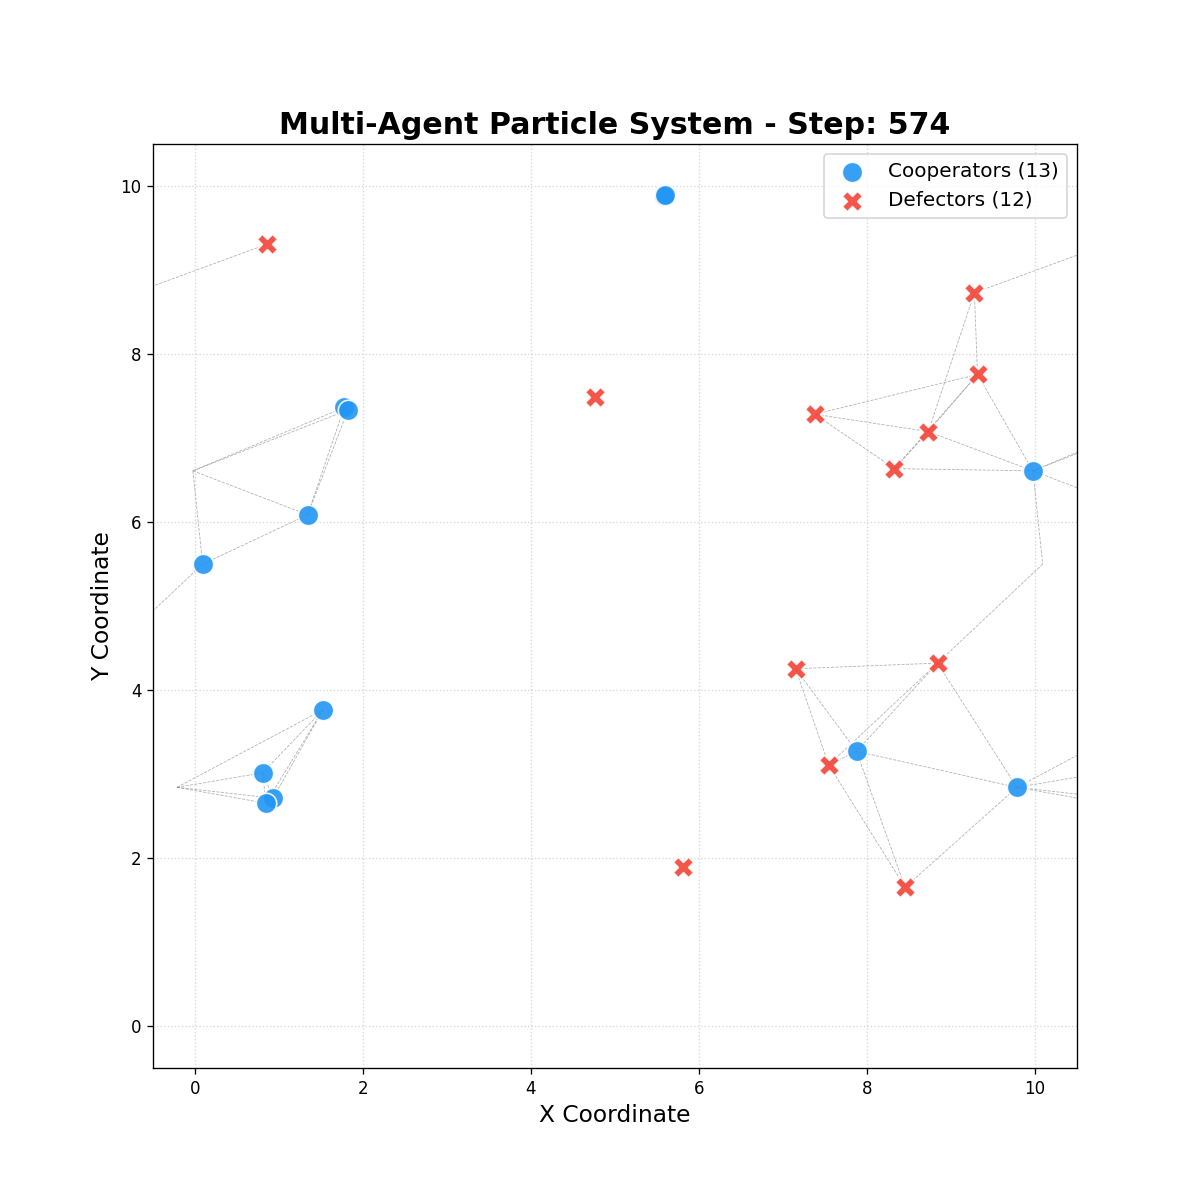 Multi-Agent Particle System - Step: 574
Cooperators (13)
Defectors (12)
10
8
6
4
2
0
Y Coordinate
0 2 4 6 8 10
X Coordinate